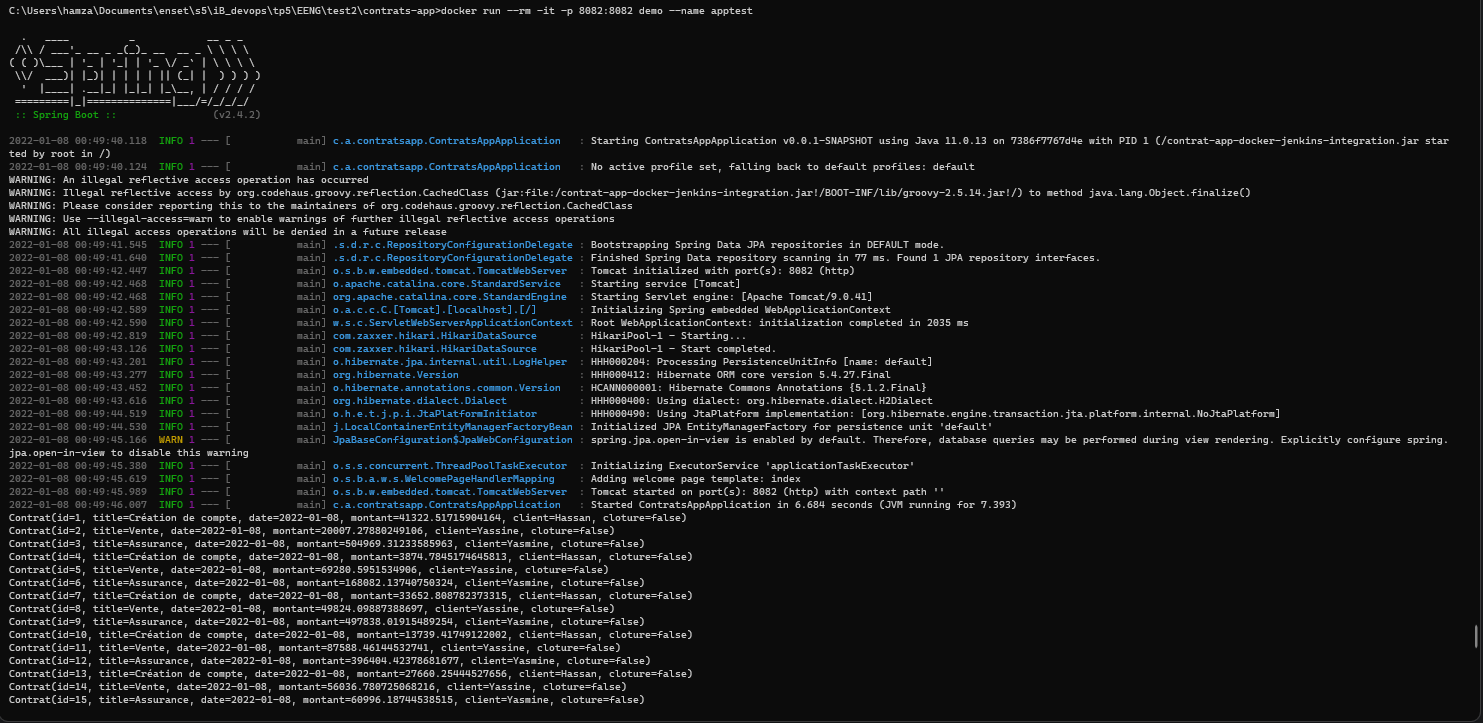 C:\Users\hamza\Documents\enset\s5\iB_devops\tp5\EENG\test2\contrats-app>docker run --rm -it -p 8082:8082 demo --name apptest
  .   ____          _            __ _ _
 /\\ / ___'_ __ _ _(_)_ __  __ _ \ \ \ \
( ( )\___ | '_ | '_| | '_ \/ _` | \ \ \ \
 \\/  ___)| |_)| | | | | || (_| |  ) ) ) )
  '  |____| .__|_| |_|_| |_\__, | / / / /
 =========|_|==============|___/=/_/_/_/
 :: Spring Boot ::                (v2.4.2)
2022-01-08 00:49:40.118  INFO 1 --- [           main] c.a.contratsapp.ContratsAppApplication   : Starting ContratsAppApplication v0.0.1-SNAPSHOT using Java 11.0.13 on 7386f7767d4e with PID 1 (/contrat-app-docker-jenkins-integration.jar star
ted by root in /)
2022-01-08 00:49:40.124  INFO 1 --- [           main] c.a.contratsapp.ContratsAppApplication   : No active profile set, falling back to default profiles: default
WARNING: An illegal reflective access operation has occurred
WARNING: Illegal reflective access by org.codehaus.groovy.reflection.CachedClass (jar:file:/contrat-app-docker-jenkins-integration.jar!/BOOT-INF/lib/groovy-2.5.14.jar!/) to method java.lang.Object.finalize()
WARNING: Please consider reporting this to the maintainers of org.codehaus.groovy.reflection.CachedClass
WARNING: Use --illegal-access=warn to enable warnings of further illegal reflective access operations
WARNING: All illegal access operations will be denied in a future release
2022-01-08 00:49:41.545  INFO 1 --- [           main] .s.d.r.c.RepositoryConfigurationDelegate : Bootstrapping Spring Data JPA repositories in DEFAULT mode.
2022-01-08 00:49:41.640  INFO 1 --- [           main] .s.d.r.c.RepositoryConfigurationDelegate : Finished Spring Data repository scanning in 77 ms. Found 1 JPA repository interfaces.
2022-01-08 00:49:42.447  INFO 1 --- [           main] o.s.b.w.embedded.tomcat.TomcatWebServer  : Tomcat initialized with port(s): 8082 (http)
2022-01-08 00:49:42.468  INFO 1 --- [           main] o.apache.catalina.core.StandardService   : Starting service [Tomcat]
2022-01-08 00:49:42.468  INFO 1 --- [           main] org.apache.catalina.core.StandardEngine  : Starting Servlet engine: [Apache Tomcat/9.0.41]
2022-01-08 00:49:42.589  INFO 1 --- [           main] o.a.c.c.C.[Tomcat].[localhost].[/]       : Initializing Spring embedded WebApplicationContext
2022-01-08 00:49:42.590  INFO 1 --- [           main] w.s.c.ServletWebServerApplicationContext : Root WebApplicationContext: initialization completed in 2035 ms
2022-01-08 00:49:42.819  INFO 1 --- [           main] com.zaxxer.hikari.HikariDataSource       : HikariPool-1 - Starting...
2022-01-08 00:49:43.126  INFO 1 --- [           main] com.zaxxer.hikari.HikariDataSource       : HikariPool-1 - Start completed.
2022-01-08 00:49:43.201  INFO 1 --- [           main] o.hibernate.jpa.internal.util.LogHelper  : HHH000204: Processing PersistenceUnitInfo [name: default]
2022-01-08 00:49:43.277  INFO 1 --- [           main] org.hibernate.Version                    : HHH000412: Hibernate ORM core version 5.4.27.Final
2022-01-08 00:49:43.452  INFO 1 --- [           main] o.hibernate.annotations.common.Version   : HCANN000001: Hibernate Commons Annotations {5.1.2.Final}
2022-01-08 00:49:43.616  INFO 1 --- [           main] org.hibernate.dialect.Dialect            : HHH000400: Using dialect: org.hibernate.dialect.H2Dialect
2022-01-08 00:49:44.519  INFO 1 --- [           main] o.h.e.t.j.p.i.JtaPlatformInitiator       : HHH000490: Using JtaPlatform implementation: [org.hibernate.engine.transaction.jta.platform.internal.NoJtaPlatform]
2022-01-08 00:49:44.530  INFO 1 --- [           main] j.LocalContainerEntityManagerFactoryBean : Initialized JPA EntityManagerFactory for persistence unit 'default'
2022-01-08 00:49:45.166  WARN 1 --- [           main] JpaBaseConfiguration$JpaWebConfiguration : spring.jpa.open-in-view is enabled by default. Therefore, database queries may be performed during view rendering. Explicitly configure spring.
jpa.open-in-view to disable this warning
2022-01-08 00:49:45.380  INFO 1 --- [           main] o.s.s.concurrent.ThreadPoolTaskExecutor  : Initializing ExecutorService 'applicationTaskExecutor'
2022-01-08 00:49:45.619  INFO 1 --- [           main] o.s.b.a.w.s.WelcomePageHandlerMapping    : Adding welcome page template: index
2022-01-08 00:49:45.989  INFO 1 --- [           main] o.s.b.w.embedded.tomcat.TomcatWebServer  : Tomcat started on port(s): 8082 (http) with context path ''
2022-01-08 00:49:46.007  INFO 1 --- [           main] c.a.contratsapp.ContratsAppApplication   : Started ContratsAppApplication in 6.684 seconds (JVM running for 7.393)
Contrat(id=1, title=Création de compte, date=2022-01-08, montant=41322.51715904164, client=Hassan, cloture=false)
Contrat(id=2, title=Vente, date=2022-01-08, montant=20007.27880249106, client=Yassine, cloture=false)
Contrat(id=3, title=Assurance, date=2022-01-08, montant=504969.31233585963, client=Yasmine, cloture=false)
Contrat(id=4, title=Création de compte, date=2022-01-08, montant=3874.7845174645813, client=Hassan, cloture=false)
Contrat(id=5, title=Vente, date=2022-01-08, montant=69280.5951534906, client=Yassine, cloture=false)
Contrat(id=6, title=Assurance, date=2022-01-08, montant=168082.13740750324, client=Yasmine, cloture=false)
Contrat(id=7, title=Création de compte, date=2022-01-08, montant=33652.808782373315, client=Hassan, cloture=false)
Contrat(id=8, title=Vente, date=2022-01-08, montant=49824.09887388697, client=Yassine, cloture=false)
Contrat(id=9, title=Assurance, date=2022-01-08, montant=497838.01915489254, client=Yasmine, cloture=false)
Contrat(id=10, title=Création de compte, date=2022-01-08, montant=13739.41749122002, client=Hassan, cloture=false)
Contrat(id=11, title=Vente, date=2022-01-08, montant=87588.46144532741, client=Yassine, cloture=false)
Contrat(id=12, title=Assurance, date=2022-01-08, montant=396404.42378681677, client=Yasmine, cloture=false)
Contrat(id=13, title=Création de compte, date=2022-01-08, montant=27660.25444527656, client=Hassan, cloture=false)
Contrat(id=14, title=Vente, date=2022-01-08, montant=56036.780725068216, client=Yassine, cloture=false)
Contrat(id=15, title=Assurance, date=2022-01-08, montant=60996.18744538515, client=Yasmine, cloture=false)